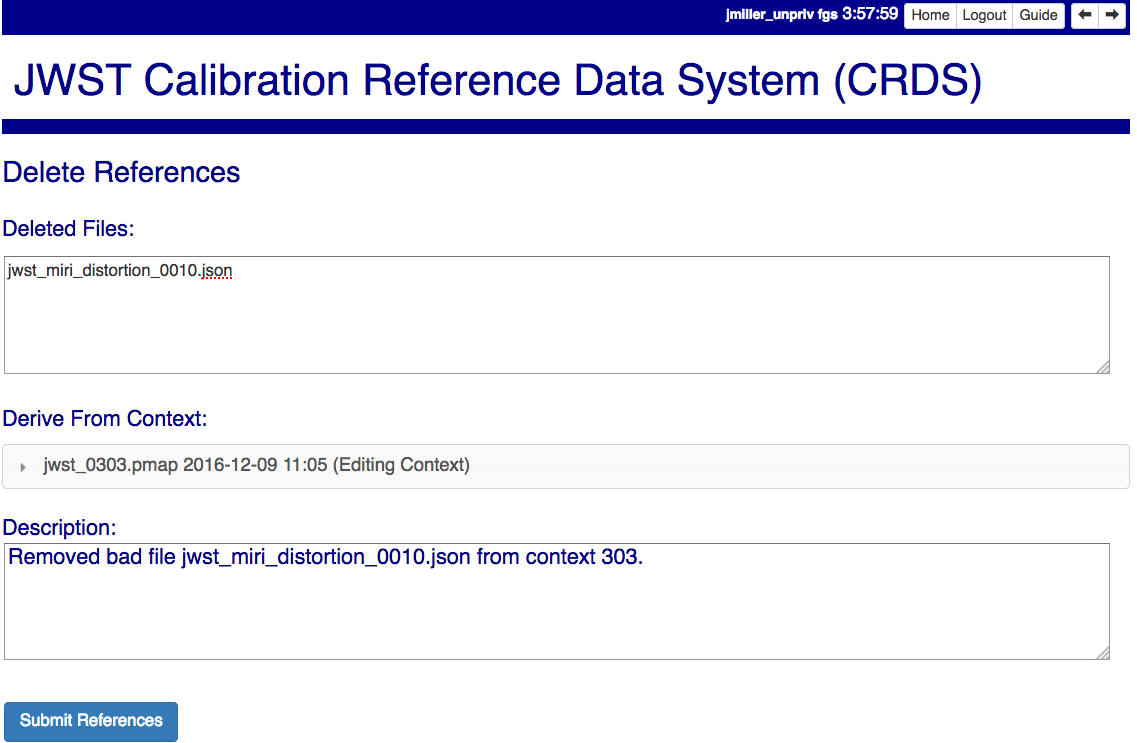 jmiller_unpriv fgs 3:57:59 Home Logout Guide
JWST Calibration Reference Data System (CRDS)
Delete References
Deleted Files:
jwst_miri_distortion_0010.json
Derive From Context:
jwst_0303.pmap 2016-12-09 11:05 (Editing Context)
Description:
Removed bad file jwst_miri_distortion_0010.json from context 303.
Submit References